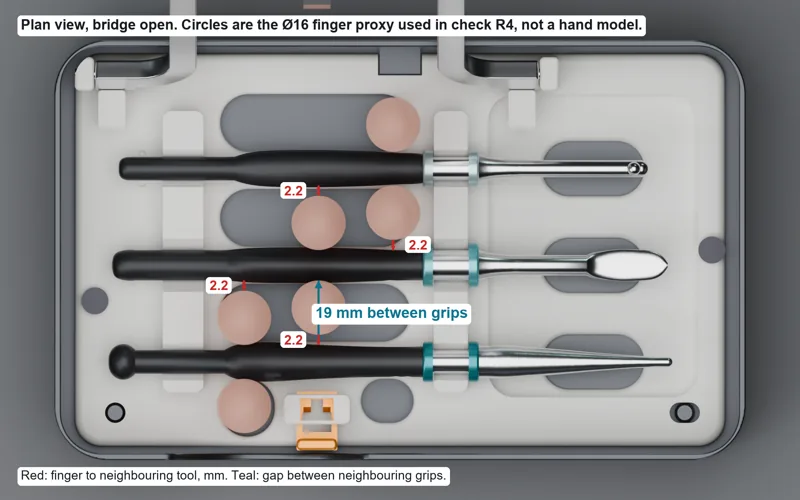 Plan view, bridge open. Circles are the Ø16 finger proxy used in check R4, not a hand model.
2.2
2.2
2.2
19 mm between grips
2.2
Red: finger to neighbouring tool, mm. Teal: gap between neighbouring grips.